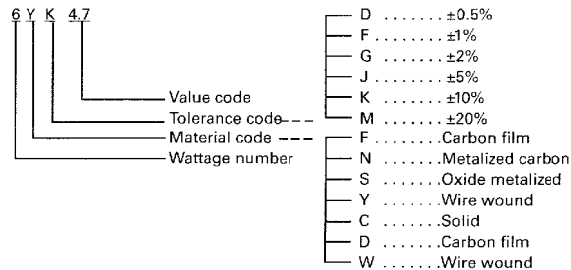 6 Y K 4.7
Value code
Tolerance code
Material code
Wattage number
D ....... ±0.5%
F ....... ±1%
G ....... ±2%
J ....... ±5%
K ....... ±10%
M ....... ±20%
F .......Carbon film
N .......Metalized carbon
S .......Oxide metalized
Y .......Wire wound
C .......Solid
D .......Carbon film
W .......Wire wound